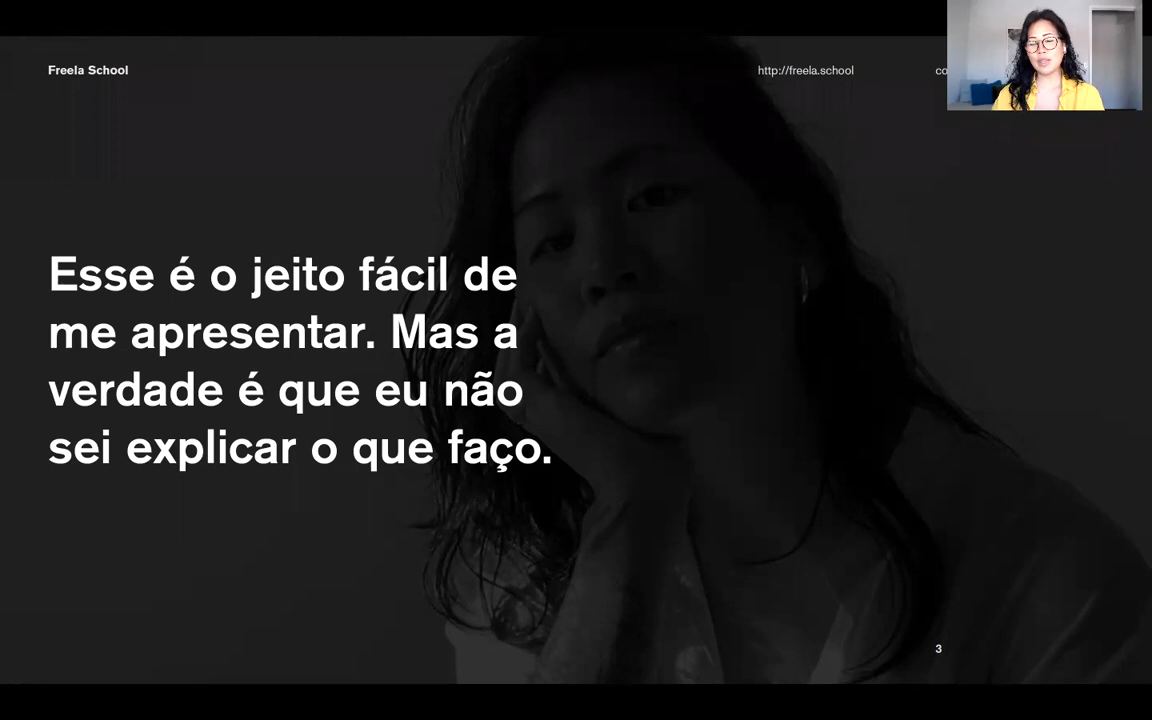 Freela School
http://freela.school
Esse é o jeito fácil de
me apresentar. Mas a
verdade é que eu não
sei explicar o que faço.
3